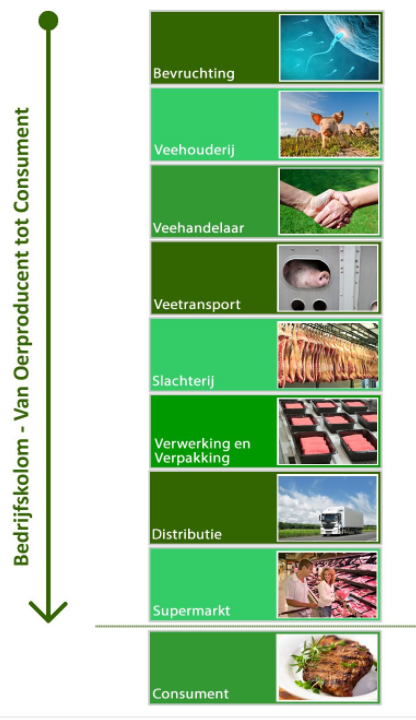 Bedrijfskolom - Van Oerproducent tot Consument
Bevruchting
Veehouderij
Veehandelaar
Veetransport
Slachterij
Verwerking en
Verpakking
Distributie
Supermarkt
Consument